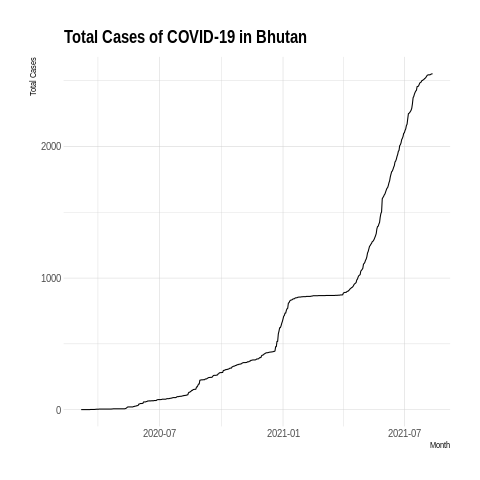 Total Cases of COVID-19 in Bhutan
Total Cases
2000
1000
0
2020-07
2021-01
2021-07
Month